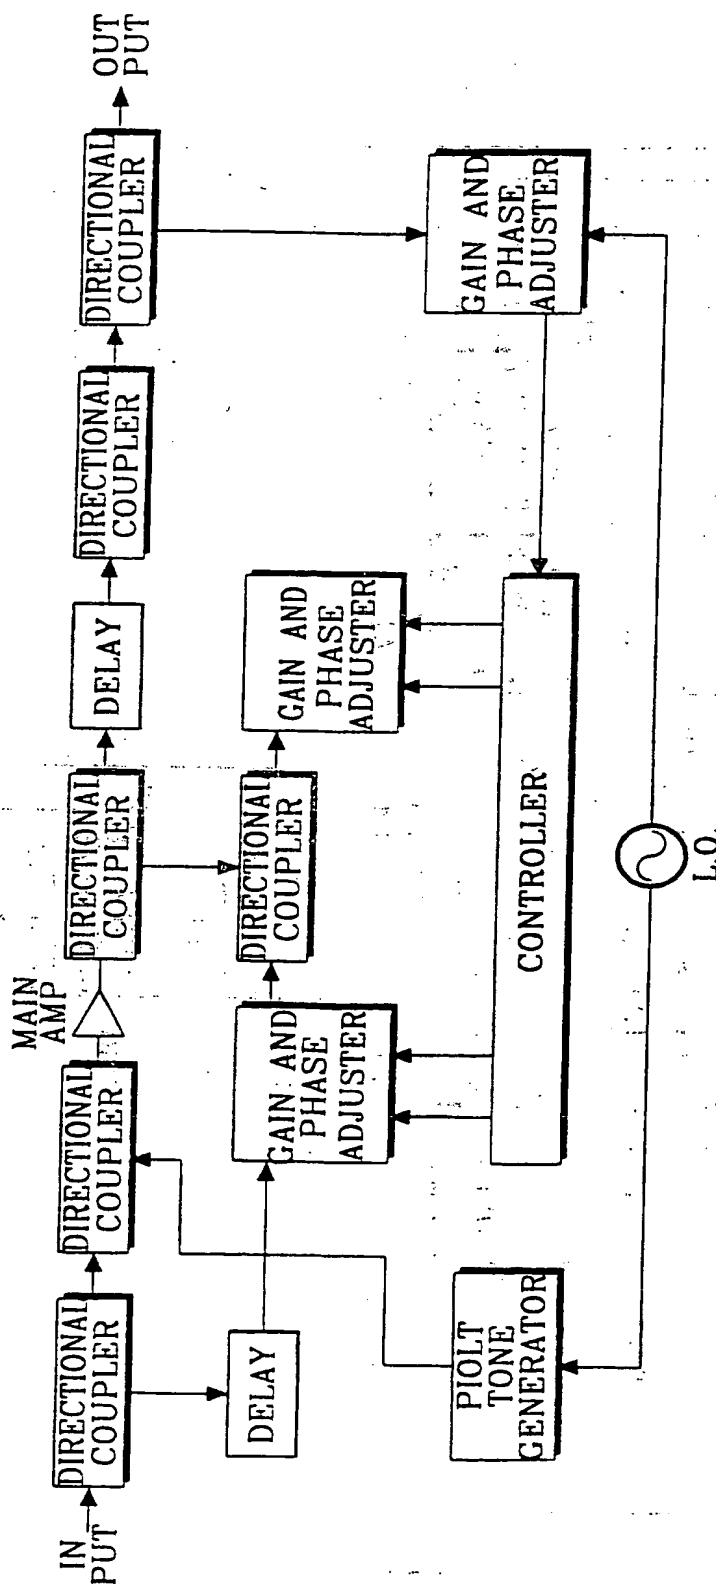 IN
PUT
DIRECTIONAL
COUPLER
DIRECTIONAL
COUPLER
MAIN
AMP
DIRECTIONAL
COUPLER
DELAY
DIRECTIONAL
COUPLER
DIRECTIONAL
COUPLER
OUT
PUT
DELAY
GAIN AND
PHASE
ADJUSTER
DIRECTIONAL
COUPLER
GAIN AND
PHASE
ADJUSTER
GAIN AND
PHASE
ADJUSTER
PIOLT
TONE
GENERATOR
CONTROLLER
L.O.